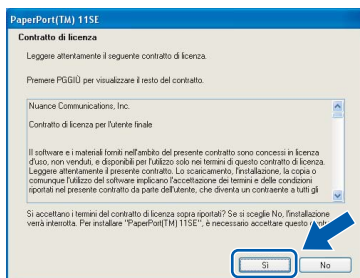 PaperPort(TM) 11SE
Contratto di licenza
Leggere attentamente il seguente contratto di licenza.
Premere PGGIÙ per visualizzare il resto del contratto.
Nuance Communications, Inc.
Contratto di licenza per l'utente finale
Il software e i materiali forniti nell'ambito del presente contratto sono concessi in licenza
d'uso, non venduti, e disponibili per l'utilizzo solo nei termini di questo contratto di licenza.
Leggere attentamente il presente contratto. Lo scaricamento, l'installazione, la copia o
comunque l'utilizzo del software implicano l'accettazione dei termini e delle condizioni
riportati nel presente contratto da parte dell'utente, che diventa un contraente a tutti gli
Si accettano i termini del contratto di licenza sopra riportati? Se si sceglie No, l'installazione
verrà interrotta. Per installare "PaperPort(TM) 11SE", è necessario accettare questo
Sì
No